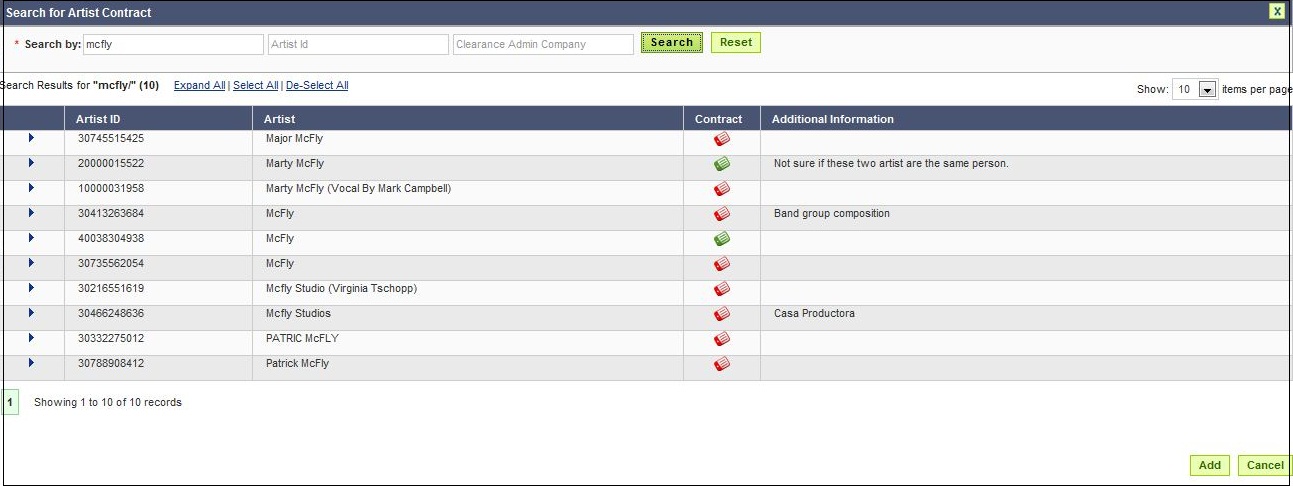 Search for Artist Contract X
* Search by: mcfly Artist Id Clearance Admin Company Search Reset
Search Results for "mcfly/" (10) Expand All | Select All | De-Select All
Show: 10 items per page
Artist ID Artist Contract Additional Information
30745515425 Major McFly
20000015522 Marty McFly Not sure if these two artist are the same person.
10000031958 Marty McFly (Vocal By Mark Campbell)
30413263684 McFly Band group composition
40038304938 McFly
30735562054 McFly
30216551619 Mcfly Studio (Virginia Tschopp)
30466248636 Mcfly Studios Casa Productora
30332275012 PATRIC McFLY
30788908412 Patrick McFly
1 Showing 1 to 10 of 10 records
Add Cancel